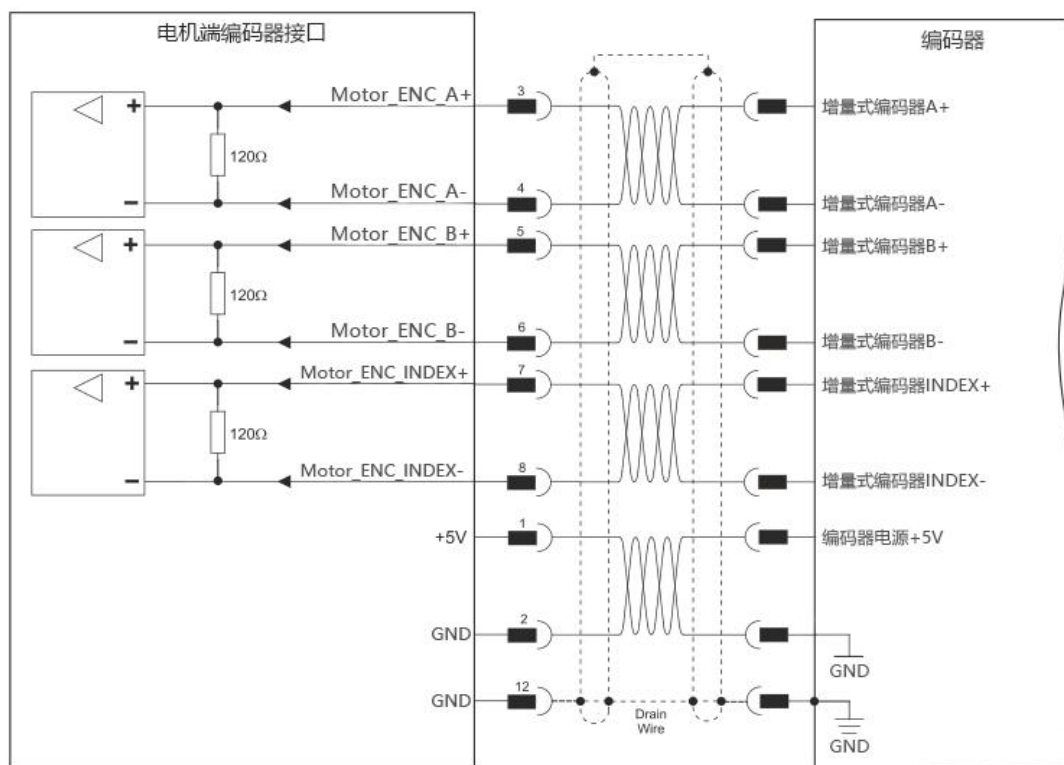 电机端编码器接口
编码器
Motor_ENC_A+
3
增量式编码器A+
120Ω
Motor_ENC_A-
4
增量式编码器A-
Motor_ENC_B+
5
增量式编码器B+
120Ω
Motor_ENC_B-
6
增量式编码器B-
Motor_ENC_INDEX+
7
增量式编码器INDEX+
120Ω
Motor_ENC_INDEX-
8
增量式编码器INDEX-
+5V
1
编码器电源+5V
GND
2
GND
GND
12
Drain
Wire
GND